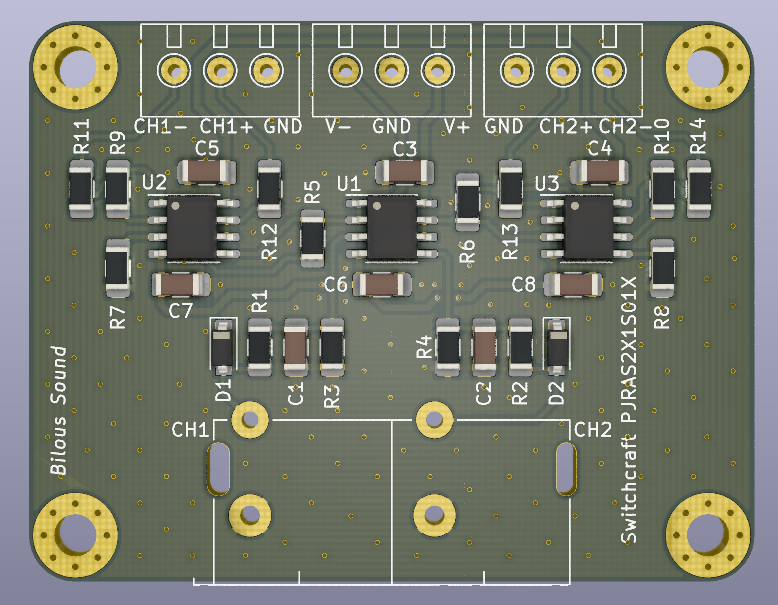 CH1- CH1+ GND
V- GND V+
GND CH2+ CH2-
R11
R9
C5
U2
R12
R5
C3
U1
R6
R13
C4
U3
R10
R14
R7
C7
C6
C8
R8
D1
R1
C1
R3
R4
C2
R2
D2
CH1
CH2
Bilous Sound
Switchcraft PJRAS2X1S01X